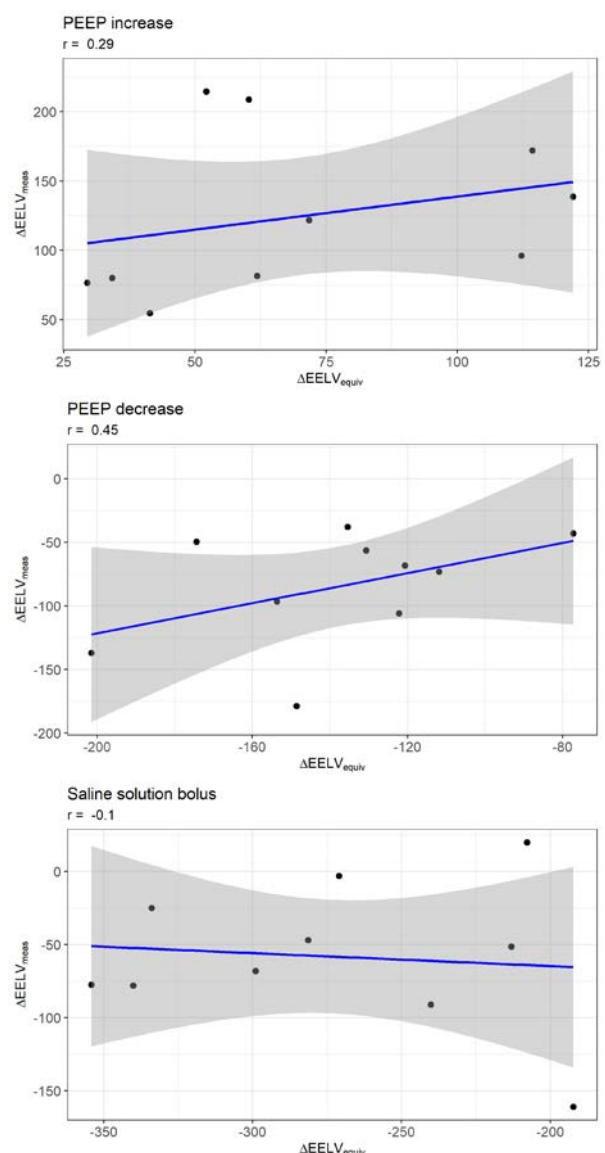 PEEP increase
r = 0.29
200
150
100
50
ΔEELVmeas
25 50 75 100 125
ΔEELVequiv
PEEP decrease
r = 0.45
0
-50
-100
-150
-200
ΔEELVmeas
-200 -160 -120 -80
ΔEELVequiv
Saline solution bolus
r = -0.1
0
-50
-100
-150
ΔEELVmeas
-350 -300 -250 -200
ΔEELVequiv